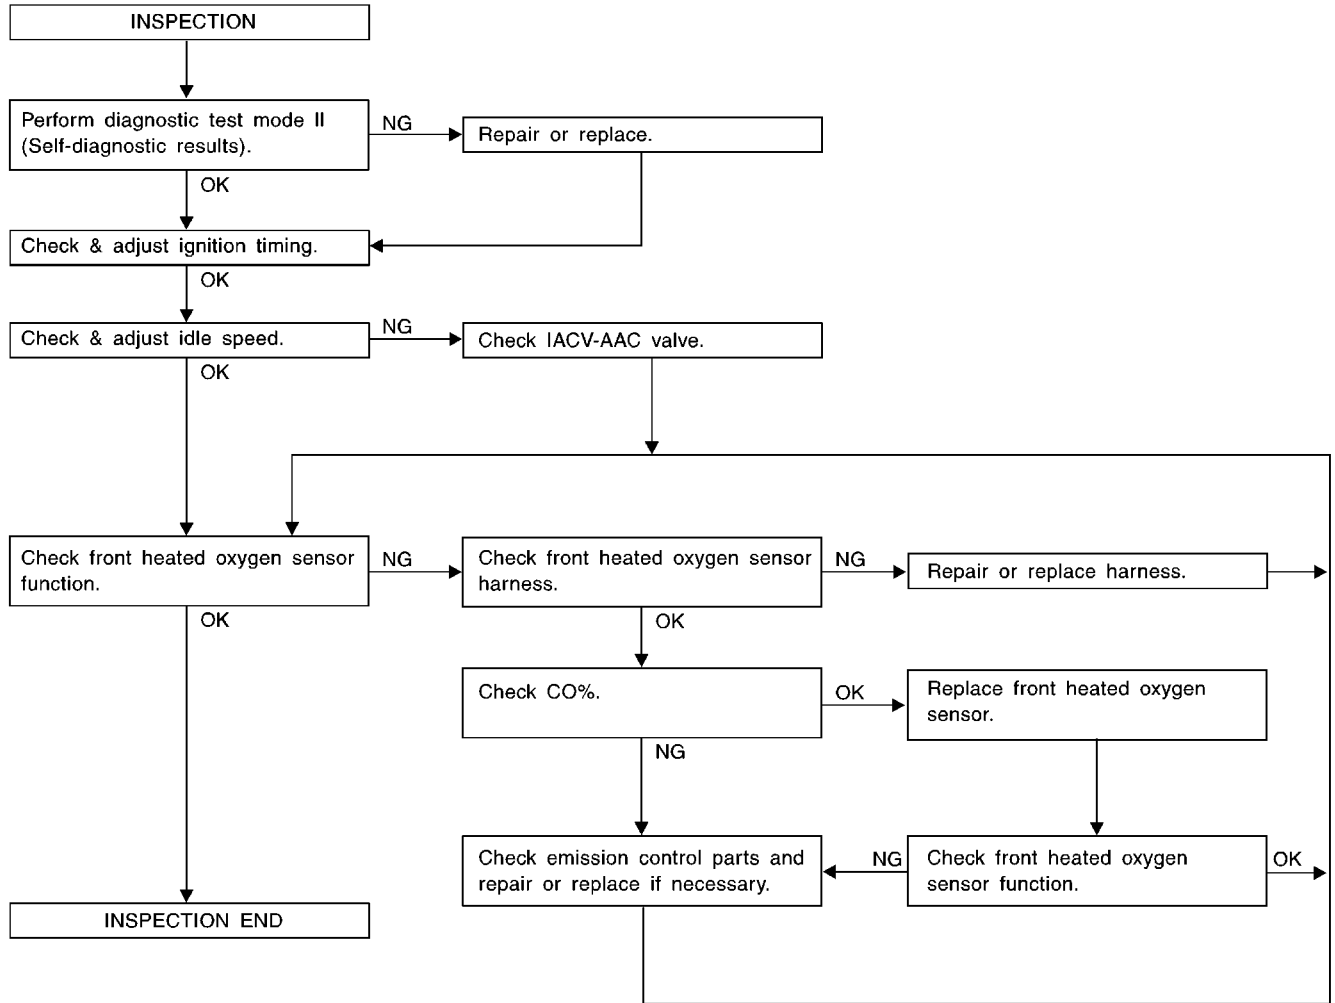 INSPECTION
Perform diagnostic test mode II
(Self-diagnostic results).
NG
Repair or replace.
OK
Check & adjust ignition timing.
OK
Check & adjust idle speed.
NG
Check IACV-AAC valve.
OK
Check front heated oxygen sensor
function.
NG
Check front heated oxygen sensor
harness.
NG
Repair or replace harness.
OK
OK
Check CO%.
OK
Replace front heated oxygen
sensor.
NG
Check emission control parts and
repair or replace if necessary.
NG
Check front heated oxygen
sensor function.
OK
INSPECTION END